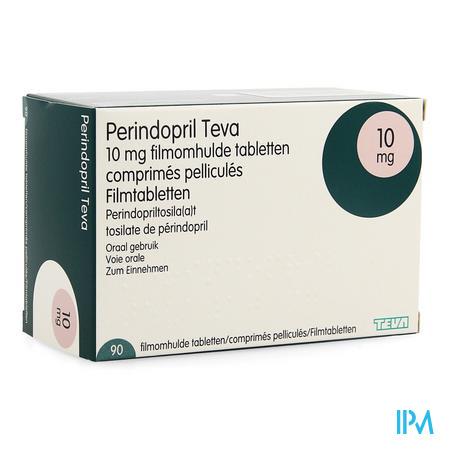 Perindopril Teva
10 mg filmomhulde tabletten
comprimés pelliculés
Filmtabletten
Perindopriltosila(a)t
tosilate de périndopril
Oraal gebruik
Voie orale
Zum Einnehmen
10
mg
TEVA
90 filmomhulde tabletten/comprimés pelliculés/Filmtabletten
Perindopril Teva
10
mg
IPM